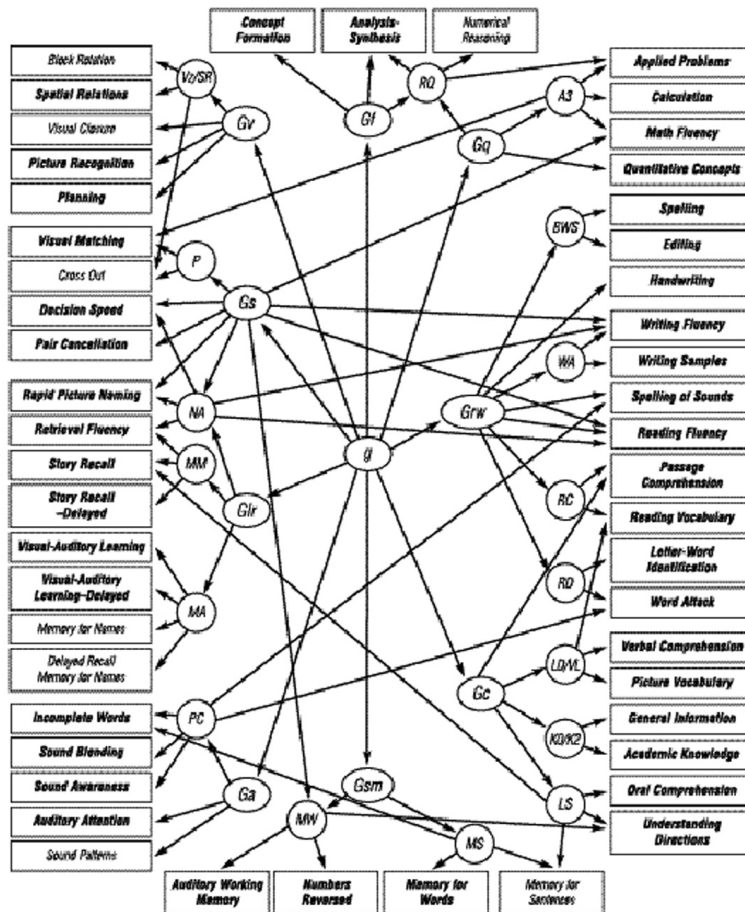 Concept
Formation
Analysis-
Synthesis
Numerical
Reasoning
Block Rotation
Spatial Relations
Visual Closure
Picture Recognition
Planning
Visual Matching
Cross Out
Decision Speed
Pair Cancellation
Rapid Picture Naming
Retrieval Fluency
Story Recall
Story Recall
-Delayed
Visual-Auditory Learning
Visual-Auditory
Learning-Delayed
Memory for Names
Delayed Recall
Memory for Names
Incomplete Words
Sound Blending
Sound Awareness
Auditory Attention
Sound Patterns
Vz/SR
Gv
P
Gs
NA
MM
Glr
MA
PC
Ga
Gf
RQ
Gq
A3
g
Grw
BWS
WA
RC
RD
Gc
LD/VL
K0/K2
LS
Gsm
MW
MS
Applied Problems
Calculation
Math Fluency
Quantitative Concepts
Spelling
Editing
Handwriting
Writing Fluency
Writing Samples
Spelling of Sounds
Reading Fluency
Passage
Comprehension
Reading Vocabulary
Letter-Word
Identification
Word Attack
Verbal Comprehension
Picture Vocabulary
General Information
Academic Knowledge
Oral Comprehension
Understanding
Directions
Auditory Working
Memory
Numbers
Reversed
Memory for
Words
Memory for
Sentences